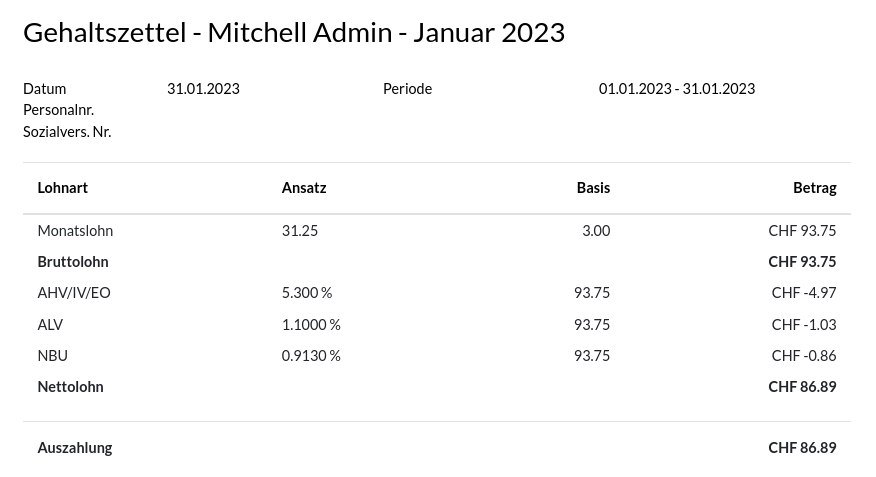 Gehaltszettel - Mitchell Admin - Januar 2023
Datum 31.01.2023 Periode 01.01.2023 - 31.01.2023
Personalnr.
Sozialvers. Nr.
Lohnart Ansatz Basis Betrag
Monatslohn 31.25 3.00 CHF 93.75
Bruttolohn CHF 93.75
AHV/IV/EO 5.300 % 93.75 CHF -4.97
ALV 1.1000 % 93.75 CHF -1.03
NBU 0.9130 % 93.75 CHF -0.86
Nettolohn CHF 86.89
Auszahlung CHF 86.89